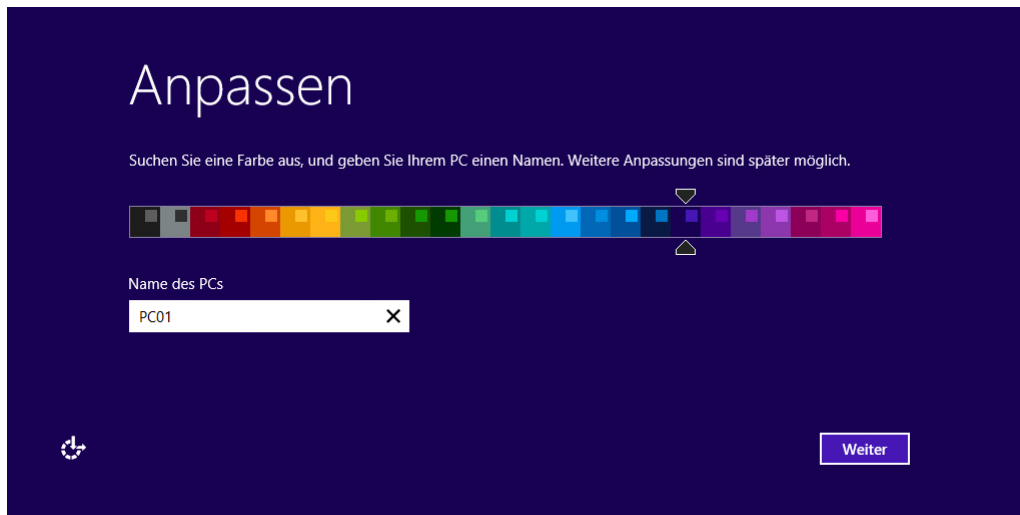 Anpassen
Suchen Sie eine Farbe aus, und geben Sie Ihrem PC einen Namen. Weitere Anpassungen sind später möglich.
Name des PCs
PC01
Weiter